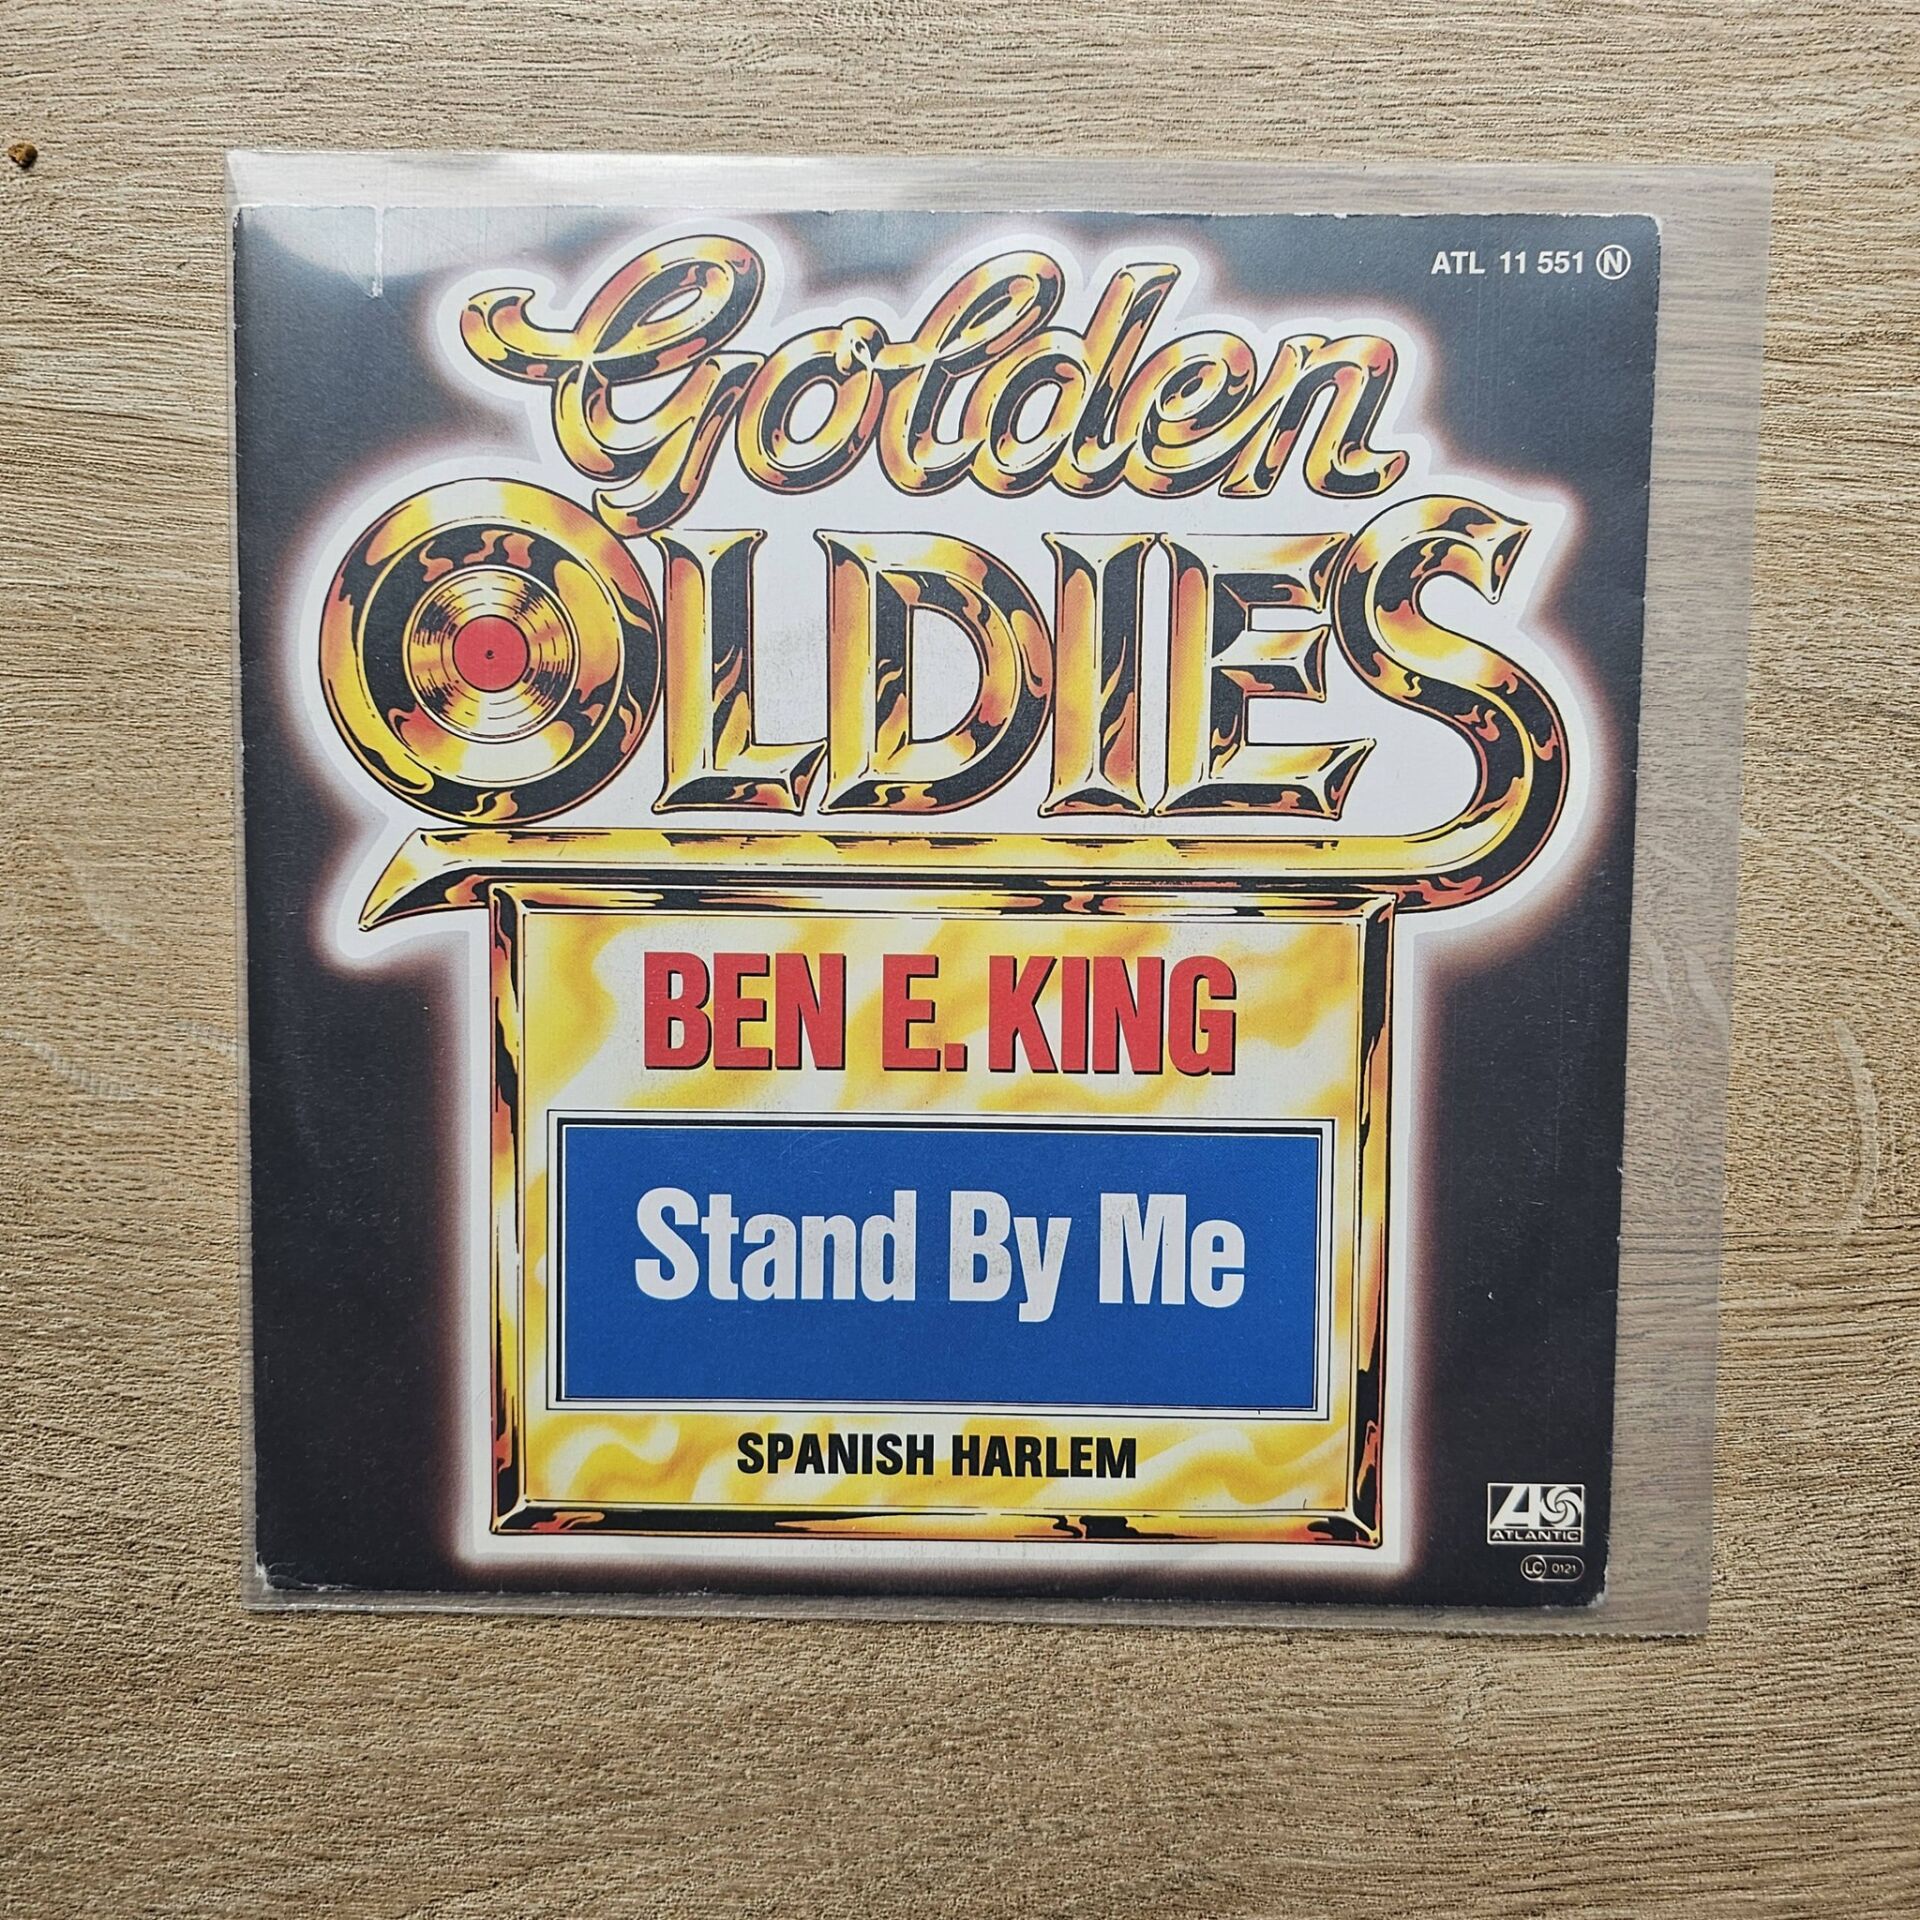 ATL 11 551 N
Golden
OLDIES
BEN E. KING
Stand By Me
SPANISH HARLEM
ATLANTIC
LC 0121